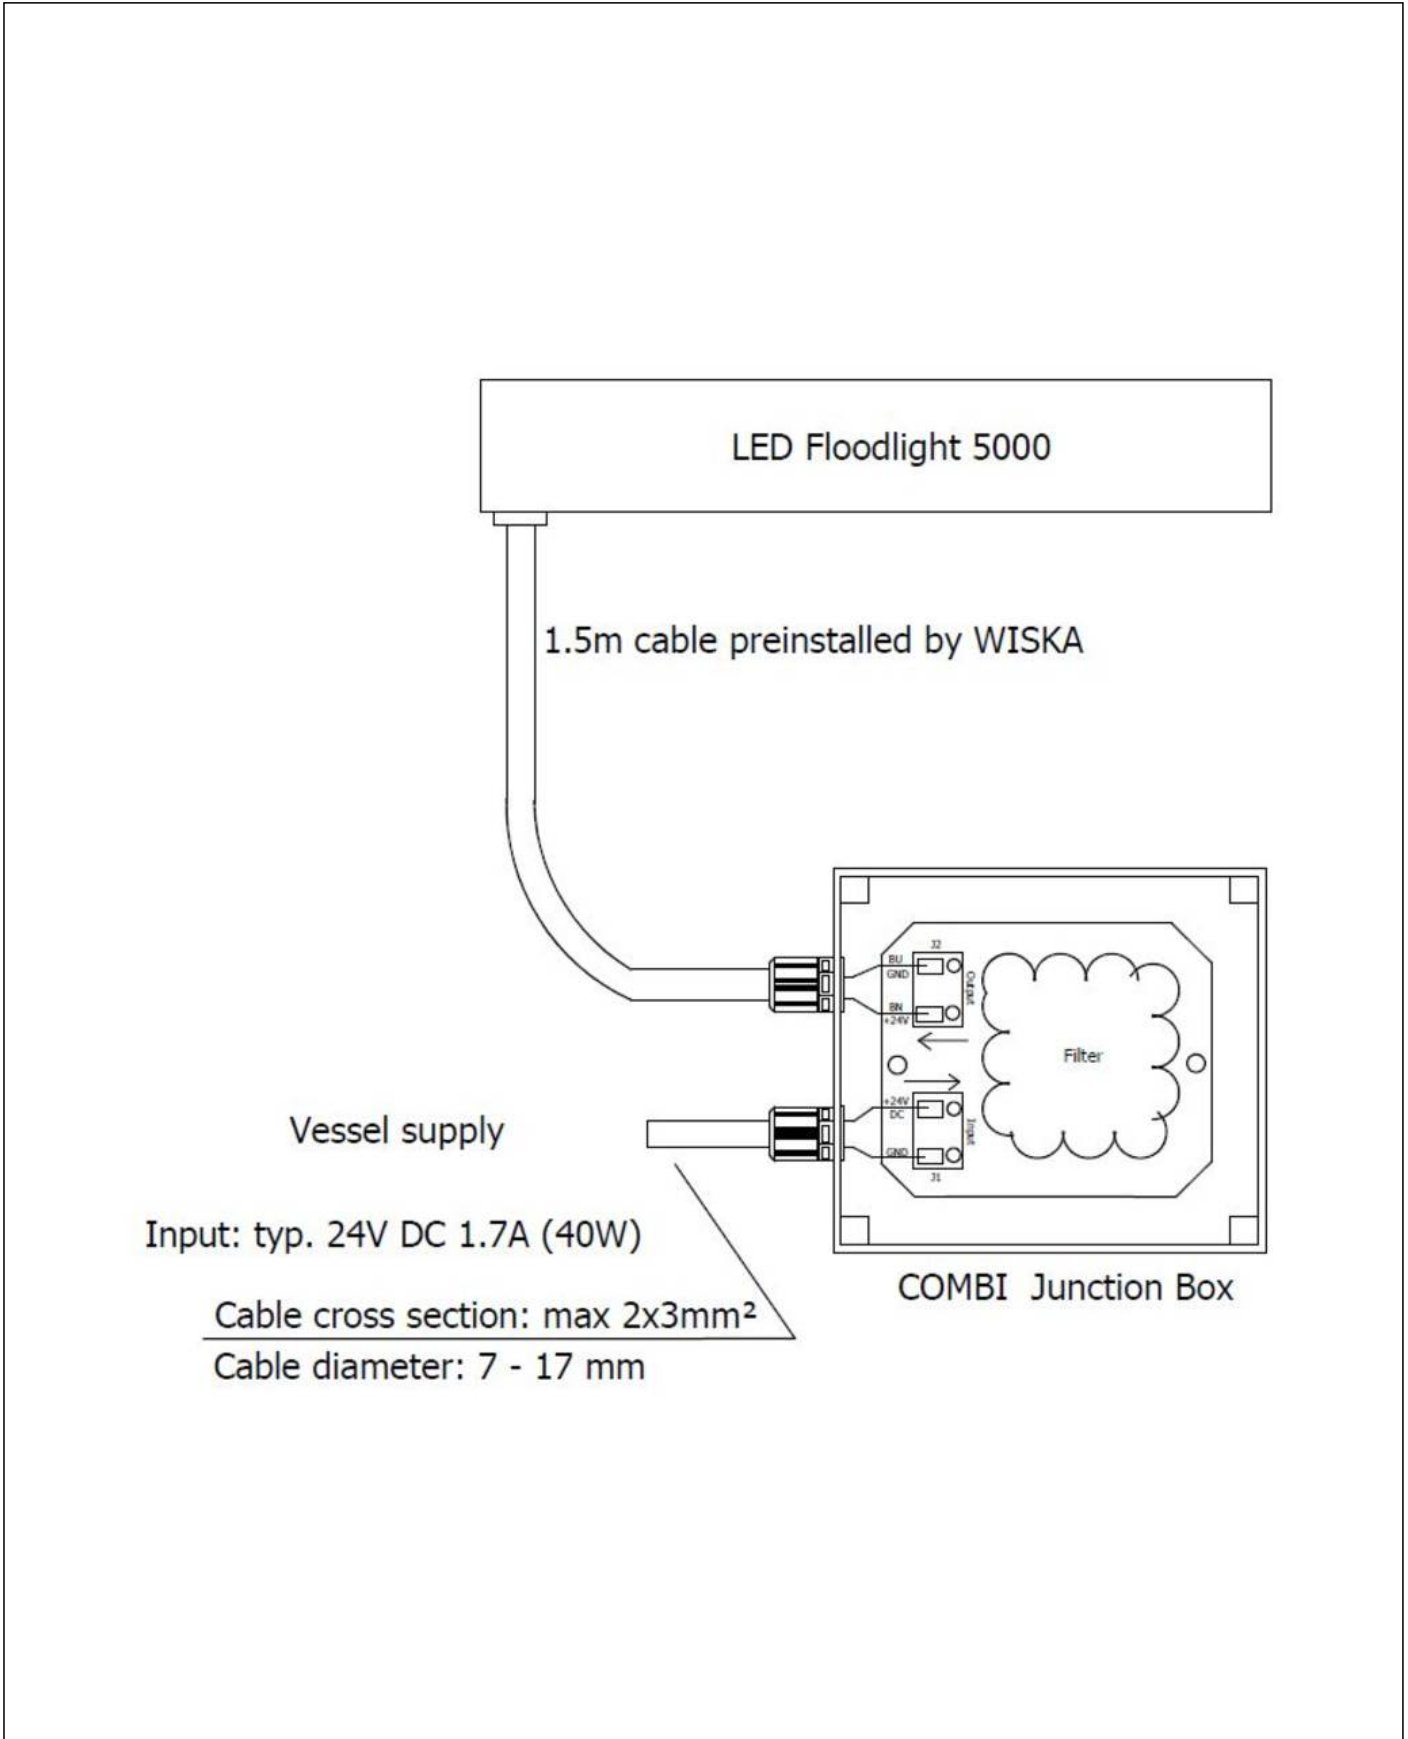 LED Floodlight 5000
1.5m cable preinstalled by WISKA
J2
BU
GND
Output
BN
+24V
Filter
+24V
DC
Input
GND
J1
Vessel supply
Input: typ. 24V DC 1.7A (40W)
COMBI Junction Box
Cable cross section: max 2x3mm²
Cable diameter: 7 - 17 mm